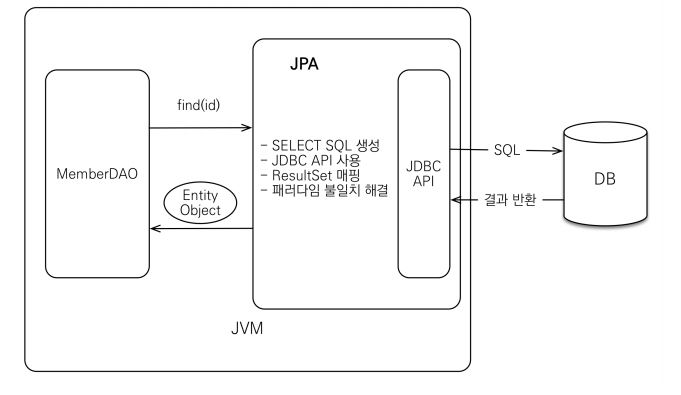 JPA
find(id)
MemberDAO
Entity
Object
- SELECT SQL 생성
- JDBC API 사용
- ResultSet 매핑
- 패러다임 불일치 해결
JDBC
API
SQL
결과 반환
DB
JVM